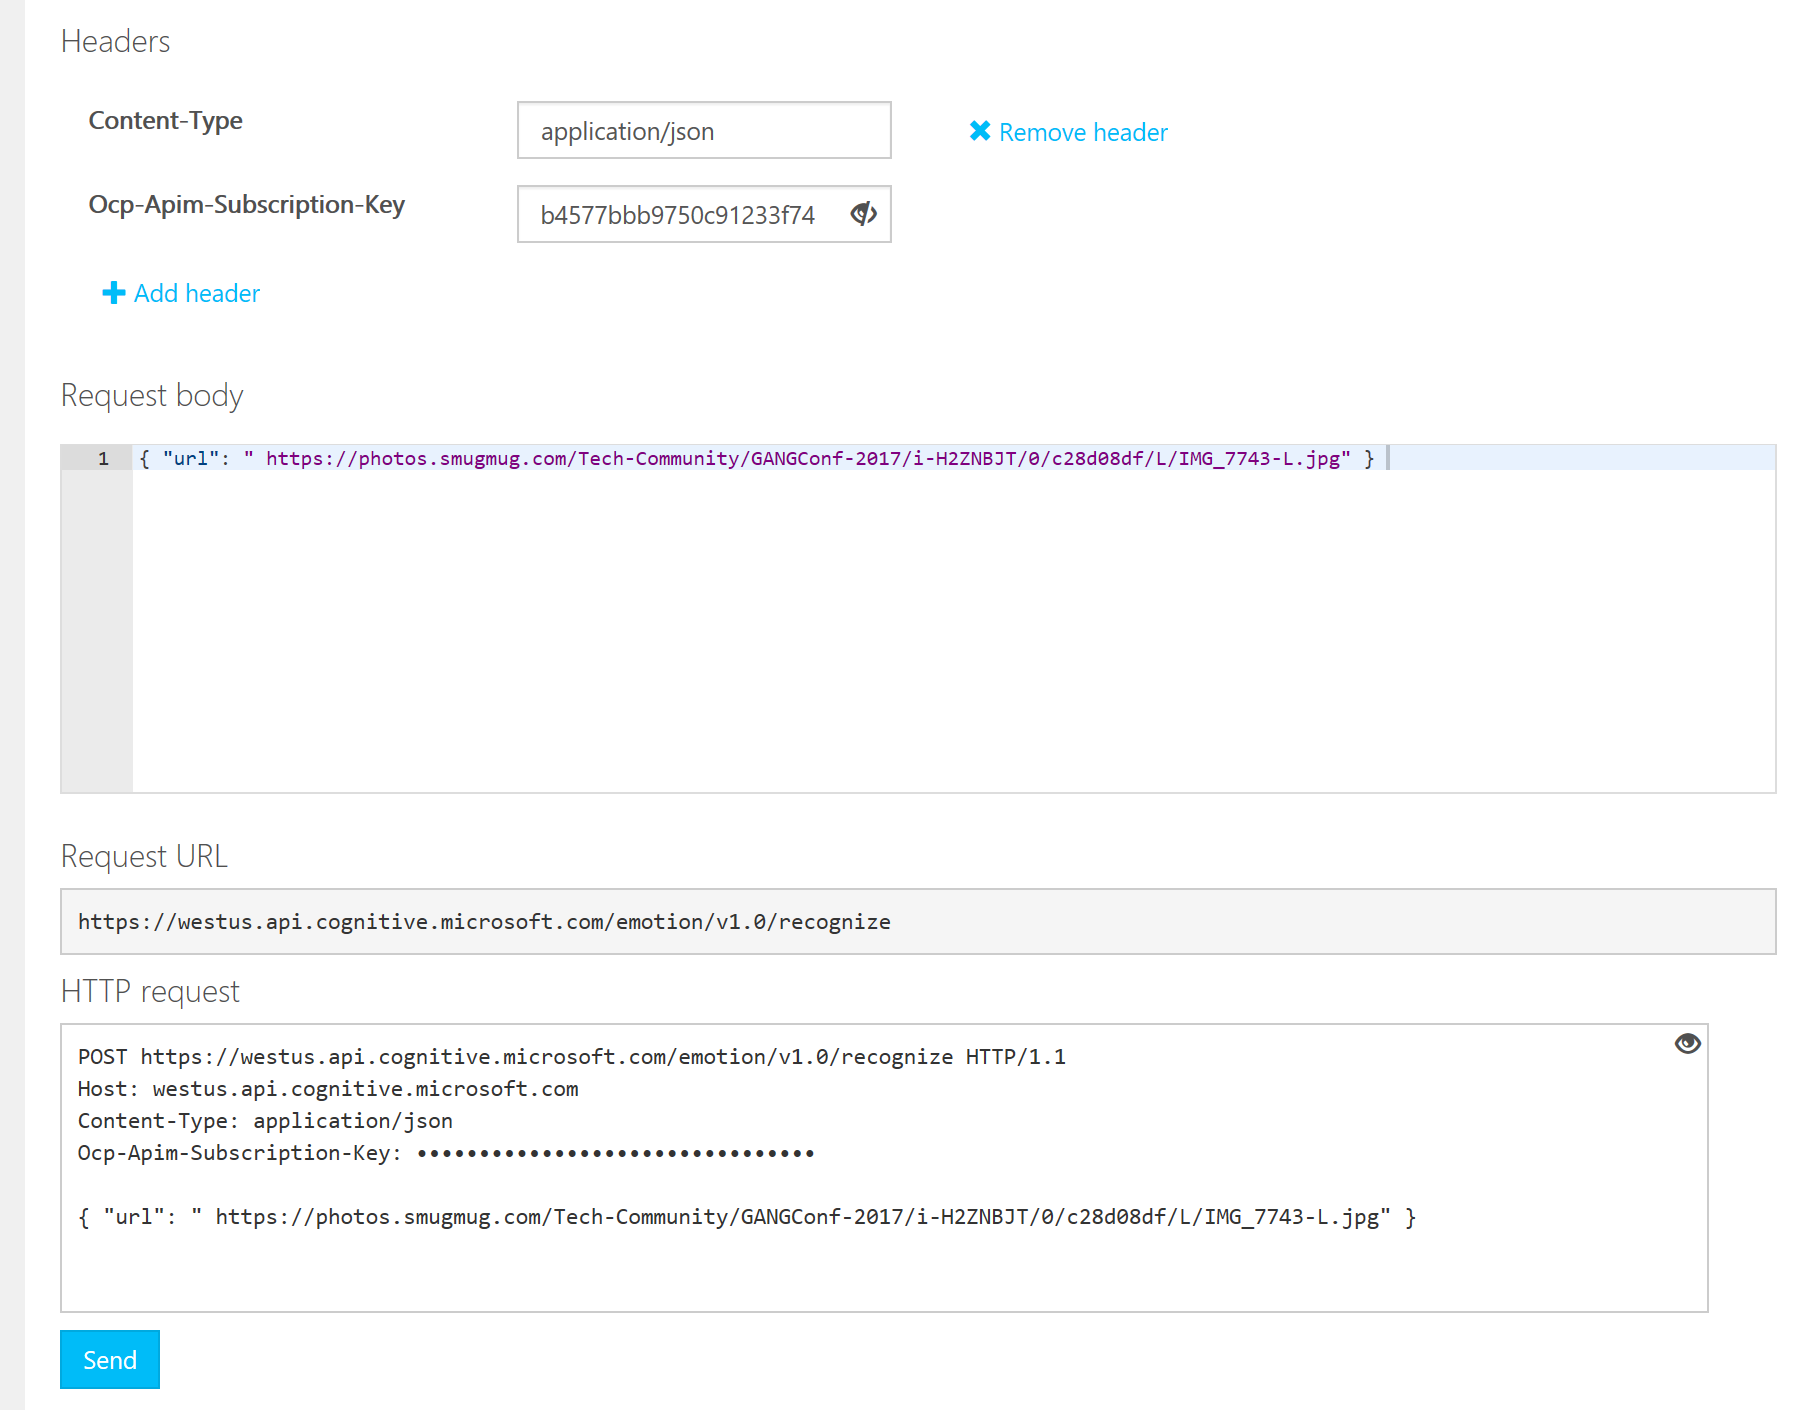 Headers
Content-Type
application/json
Remove header
Ocp-Apim-Subscription-Key
b4577bbb9750c91233f74
Add header
Request body
1 { "url": " https://photos.smugmug.com/Tech-Community/GANGConf-2017/i-H2ZNBJT/0/c28d08df/L/IMG_7743-L.jpg" }
Request URL
https://westus.api.cognitive.microsoft.com/emotion/v1.0/recognize
HTTP request
POST https://westus.api.cognitive.microsoft.com/emotion/v1.0/recognize HTTP/1.1
Host: westus.api.cognitive.microsoft.com
Content-Type: application/json
Ocp-Apim-Subscription-Key: ••••••••••••••••••••••••••••••••
{ "url": " https://photos.smugmug.com/Tech-Community/GANGConf-2017/i-H2ZNBJT/0/c28d08df/L/IMG_7743-L.jpg" }
Send